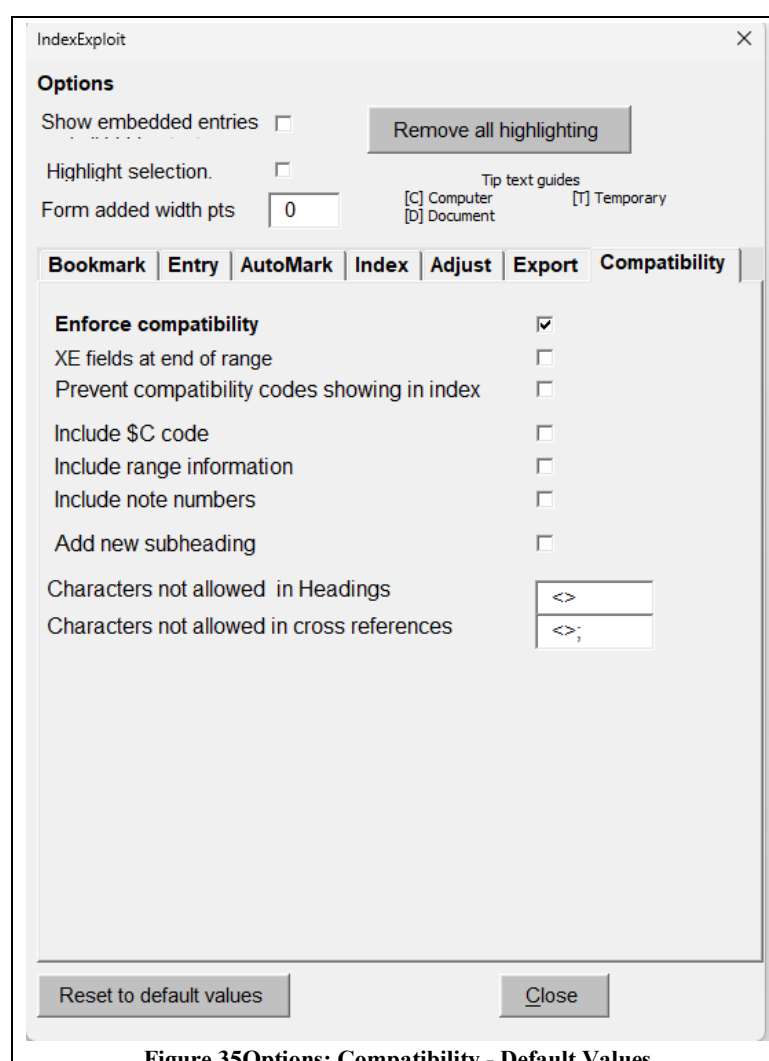 IndexExploit
Options
Show embedded entries
Remove all highlighting
Highlight selection.
Tip text guides
[C] Computer [T] Temporary
[D] Document
Form added width pts 0
Bookmark Entry AutoMark Index Adjust Export Compatibility
Enforce compatibility
XE fields at end of range
Prevent compatibility codes showing in index
Include $C code
Include range information
Include note numbers
Add new subheading
Characters not allowed in Headings <>
Characters not allowed in cross references <>;
Reset to default values Close
Figure 35Options: Compatibility - Default Values